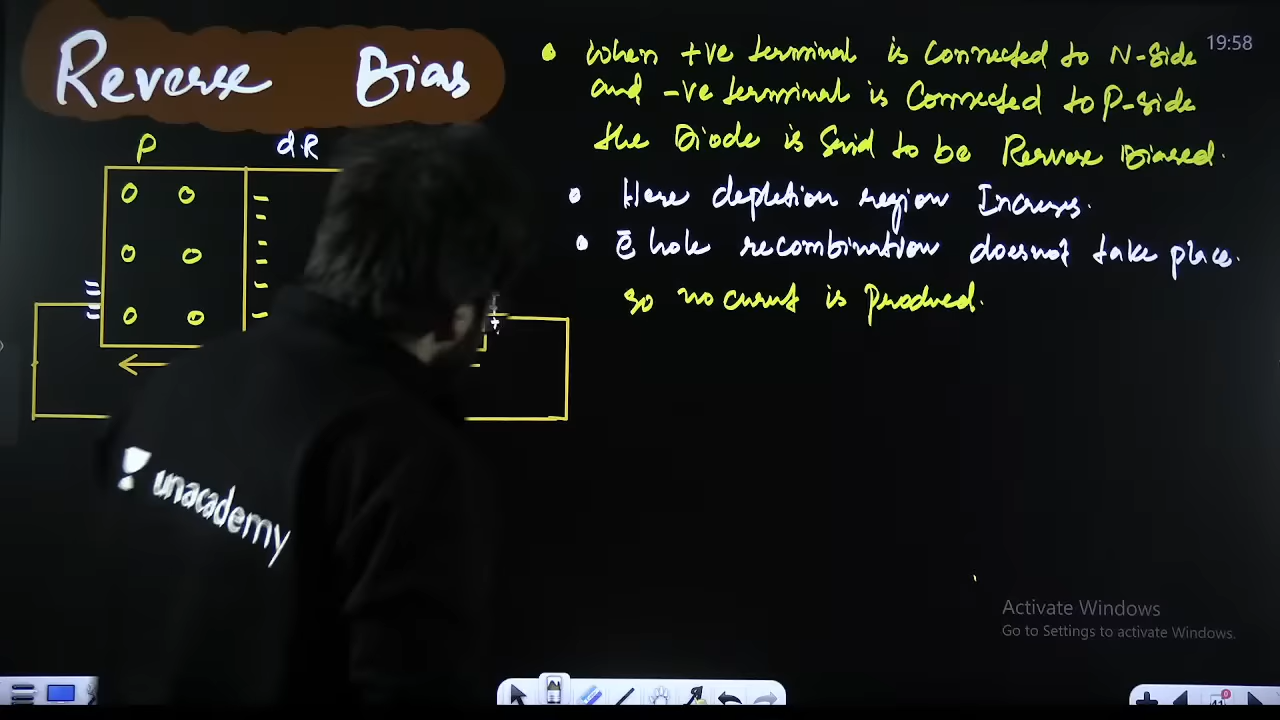 Reverse Bias
19:58
• When +ve terminal is Connected to N-Side
and -ve terminal is Connected to P-side
the Diode is Said to be Reverse Biased.
P d.R
• Here depletion region Increases.
• ē hole recombination doesnot take place.
so no current is produced.
unacademy
Activate Windows
Go to Settings to activate Windows.